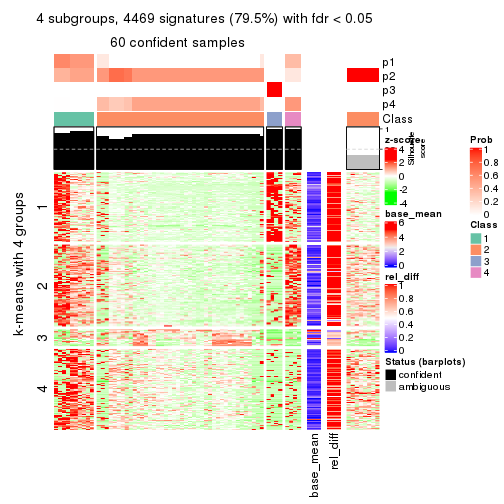 4 subgroups, 4469 signatures (79.5%) with fdr < 0.05
60 confident samples
p1
p2
p3
p4
Class
1
Silhouette
score
k-means with 4 groups
1
2
3
4
base_mean
rel_diff
z-score
4
2
0
-2
-4
base_mean
6
4
2
0
rel_diff
1
0.8
0.6
0.4
0.2
0
Status (barplots)
confident
ambiguous
Prob
1
0.8
0.6
0.4
0.2
0
Class
1
2
3
4